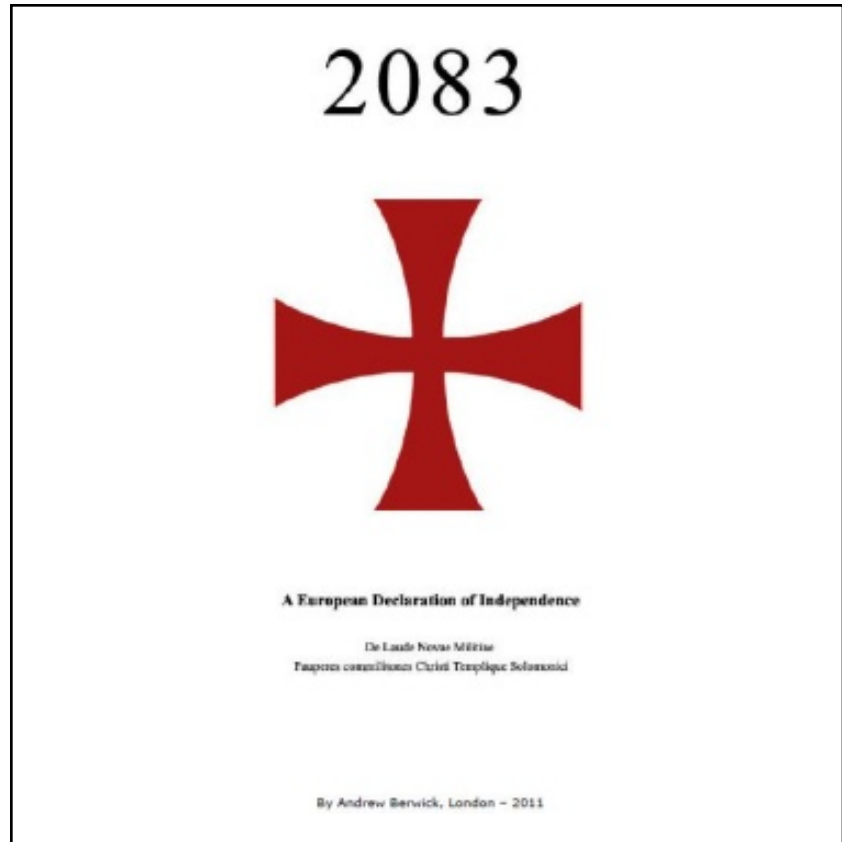 2083
A European Declaration of Independence
De Laude Novae Militiae
Pauperes commilitones Christi Templique Solomonici
By Andrew Berwick, London – 2011